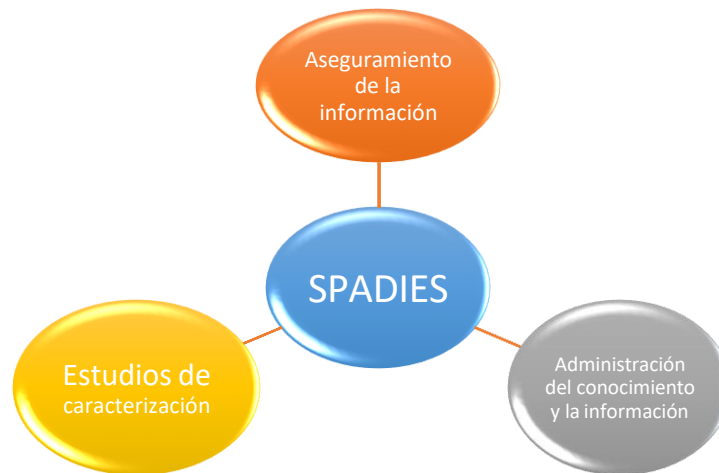 Aseguramiento
de la
información
SPADIES
Estudios de
caracterización
Administración
del conocimiento
y la información